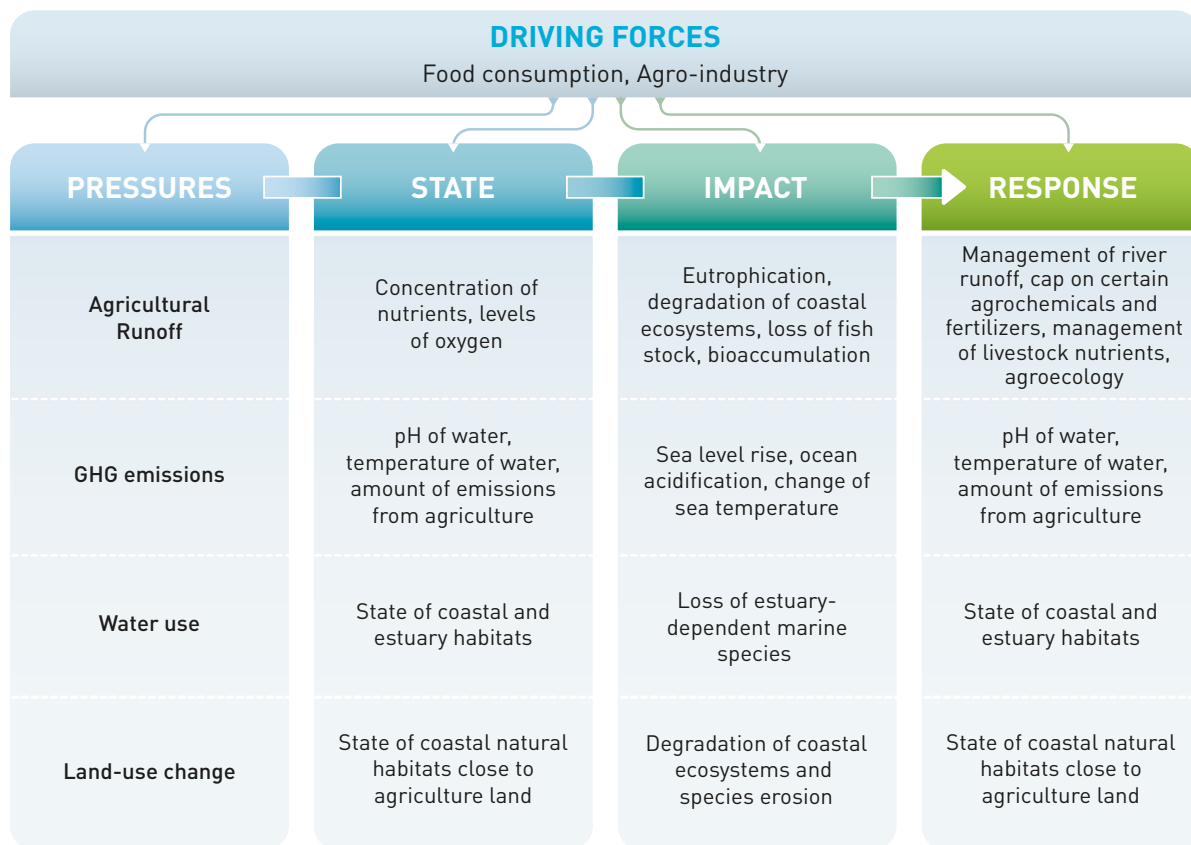 DRIVING FORCES
Food consumption, Agro-industry
PRESSURES
STATE
IMPACT
RESPONSE
Agricultural
Runoff
Concentration of
nutrients, levels
of oxygen
Eutrophication,
degradation of coastal
ecosystems, loss of fish
stock, bioaccumulation
Management of river
runoff, cap on certain
agrochemicals and
fertilizers, management
of livestock nutrients,
agroecology
GHG emissions
pH of water,
temperature of water,
amount of emissions
from agriculture
Sea level rise, ocean
acidification, change of
sea temperature
pH of water,
temperature of water,
amount of emissions
from agriculture
Water use
State of coastal and
estuary habitats
Loss of estuary-
dependent marine
species
State of coastal and
estuary habitats
Land-use change
State of coastal natural
habitats close to
agriculture land
Degradation of coastal
ecosystems and
species erosion
State of coastal natural
habitats close to
agriculture land